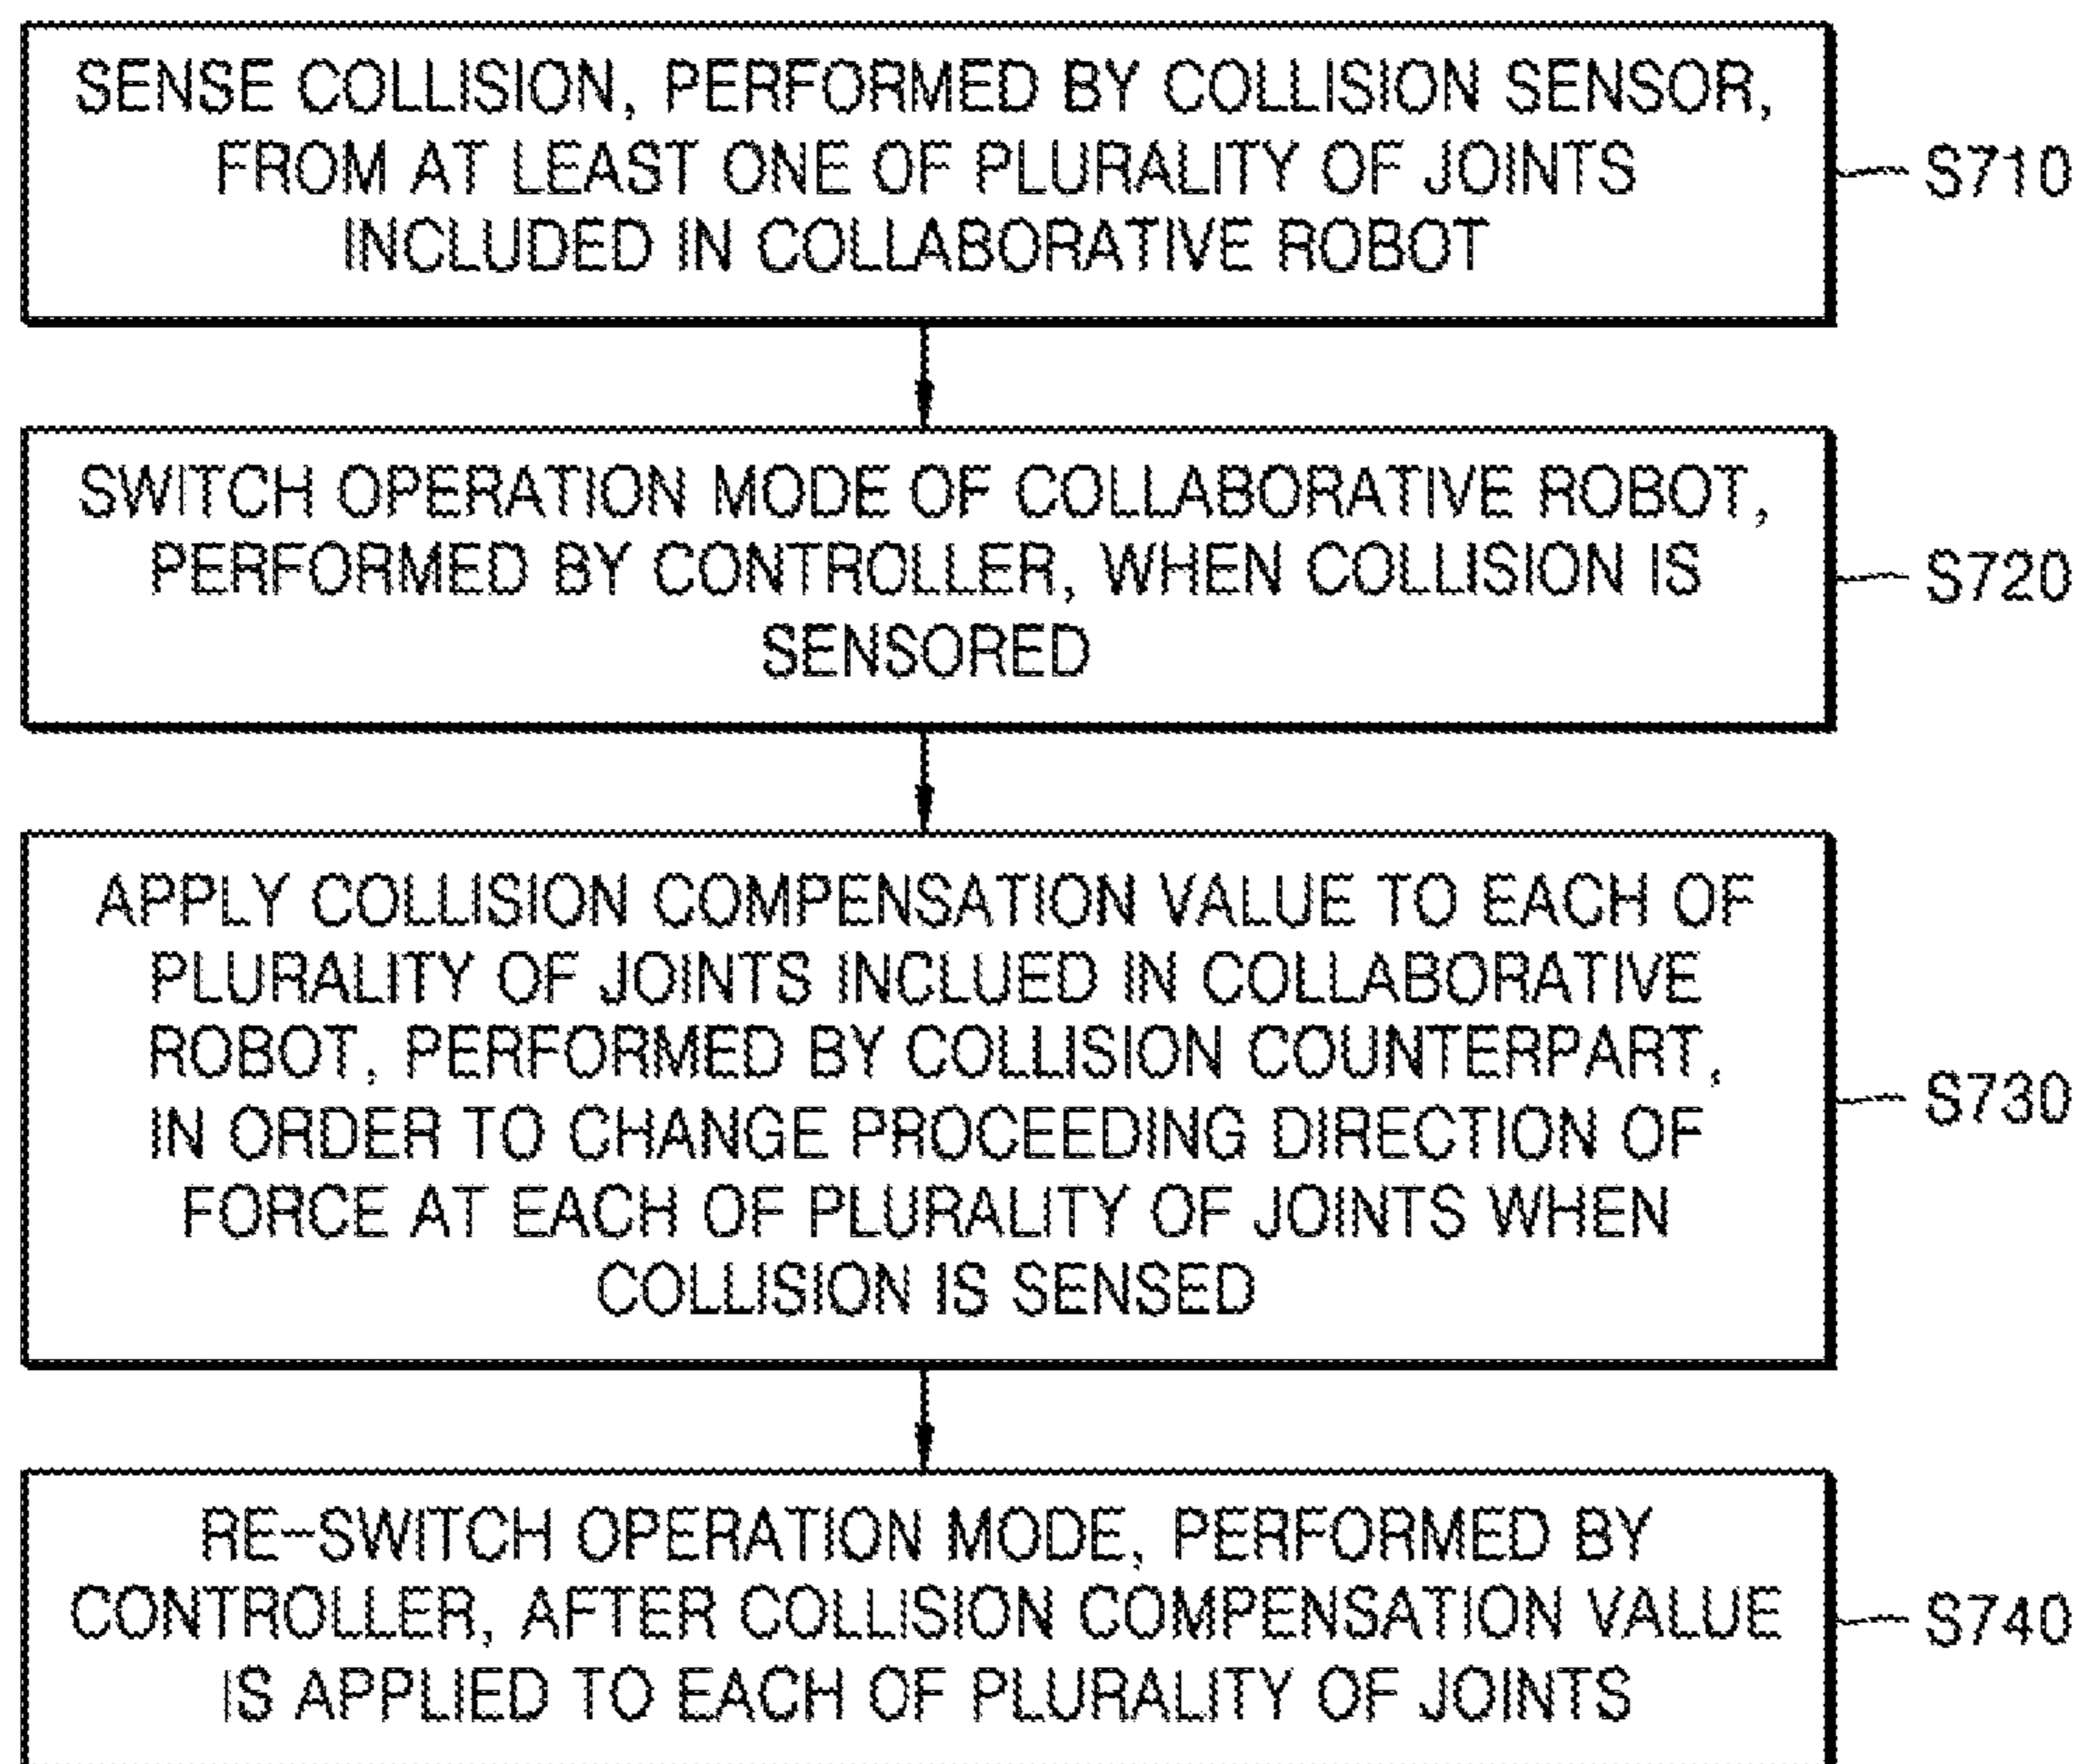 SENSE COLLISION, PERFORMED BY COLLISION SENSOR,
FROM AT LEAST ONE OF PLURALITY OF JOINTS
INCLUDED IN COLLABORATIVE ROBOT
S710
SWITCH OPERATION MODE OF COLLABORATIVE ROBOT,
PERFORMED BY CONTROLLER, WHEN COLLISION IS
SENSORED
S720
APPLY COLLISION COMPENSATION VALUE TO EACH OF
PLURALITY OF JOINTS INCLUED IN COLLABORATIVE
ROBOT, PERFORMED BY COLLISION COUNTERPART,
IN ORDER TO CHANGE PROCEEDING DIRECTION OF
FORCE AT EACH OF PLURALITY OF JOINTS WHEN
COLLISION IS SENSED
S730
RE-SWITCH OPERATION MODE, PERFORMED BY
CONTROLLER, AFTER COLLISION COMPENSATION VALUE
IS APPLIED TO EACH OF PLURALITY OF JOINTS
S740